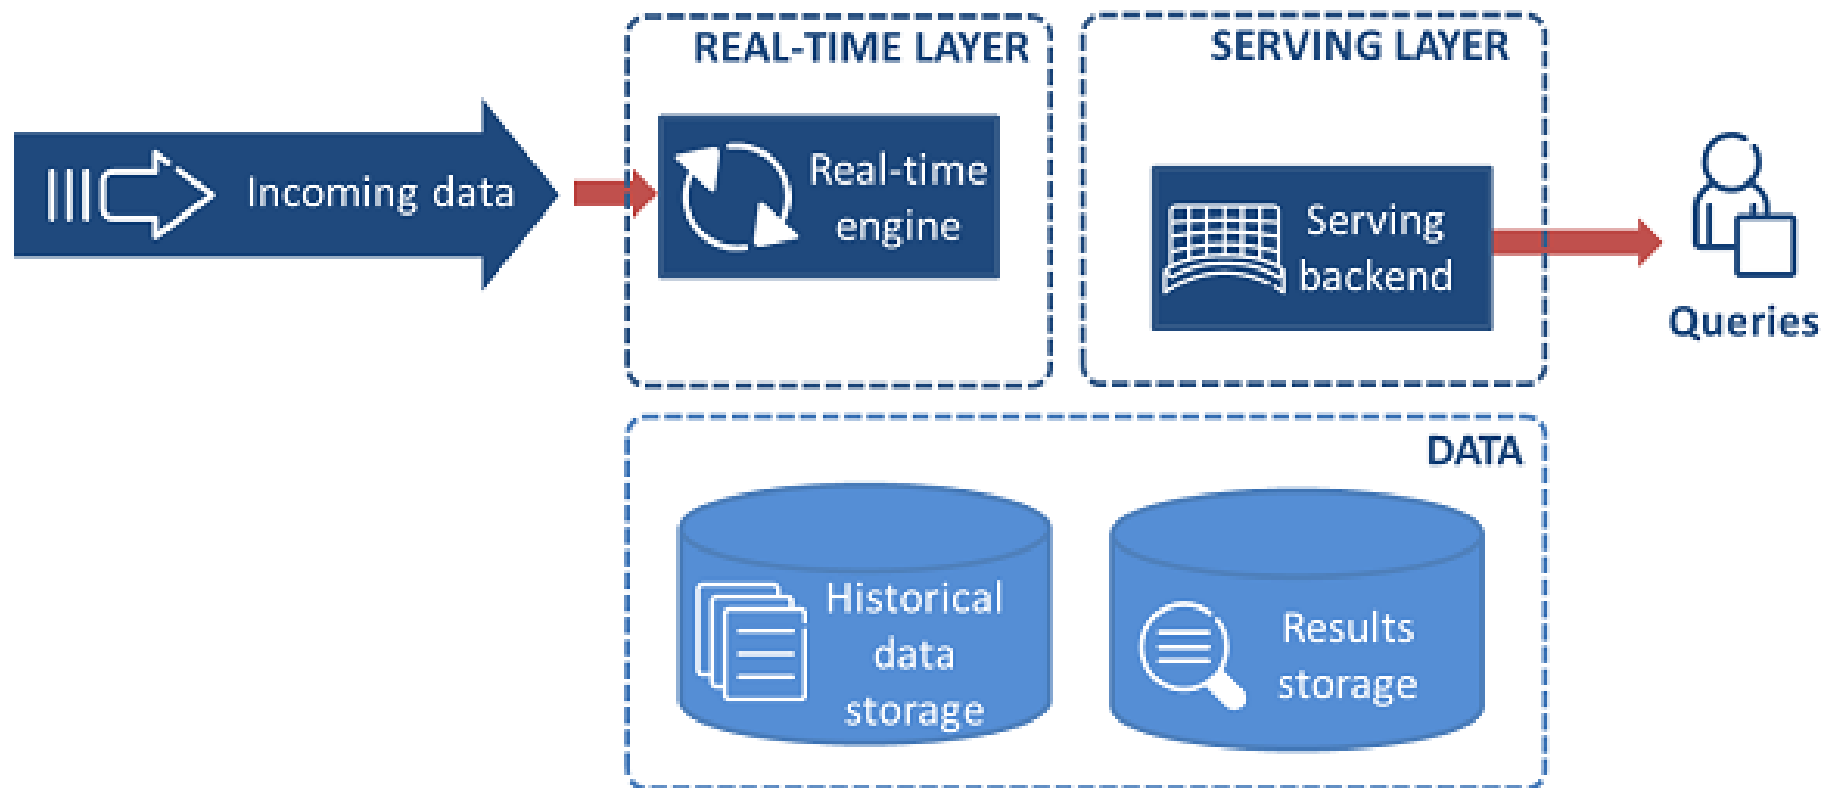 REAL-TIME LAYER
SERVING LAYER
Incoming data
Real-time
engine
Serving
backend
Queries
DATA
Historical
data
storage
Results
storage